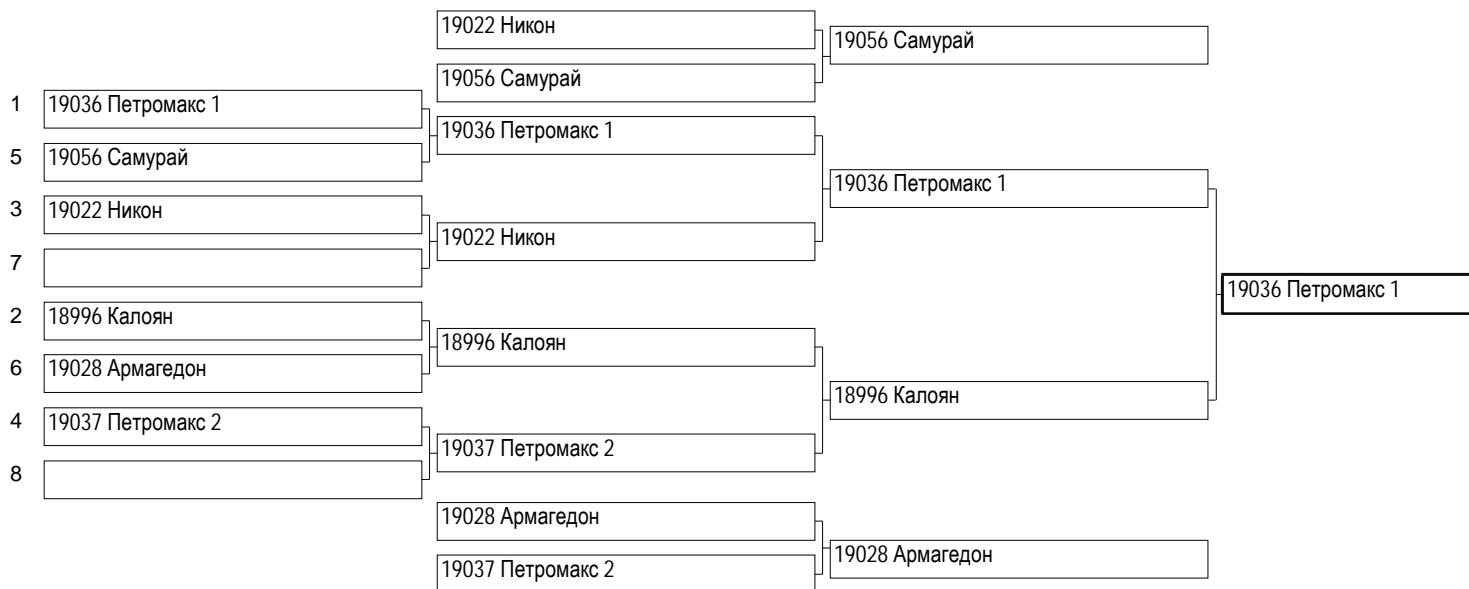 19022 Никон
19056 Самурай
19056 Самурай
1 19036 Петромакс 1
19036 Петромакс 1
5 19056 Самурай
19036 Петромакс 1
3 19022 Никон
19022 Никон
7
19036 Петромакс 1
2 18996 Калоян
18996 Калоян
6 19028 Армагедон
18996 Калоян
4 19037 Петромакс 2
19037 Петромакс 2
8
19028 Армагедон
19028 Армагедон
19037 Петромакс 2